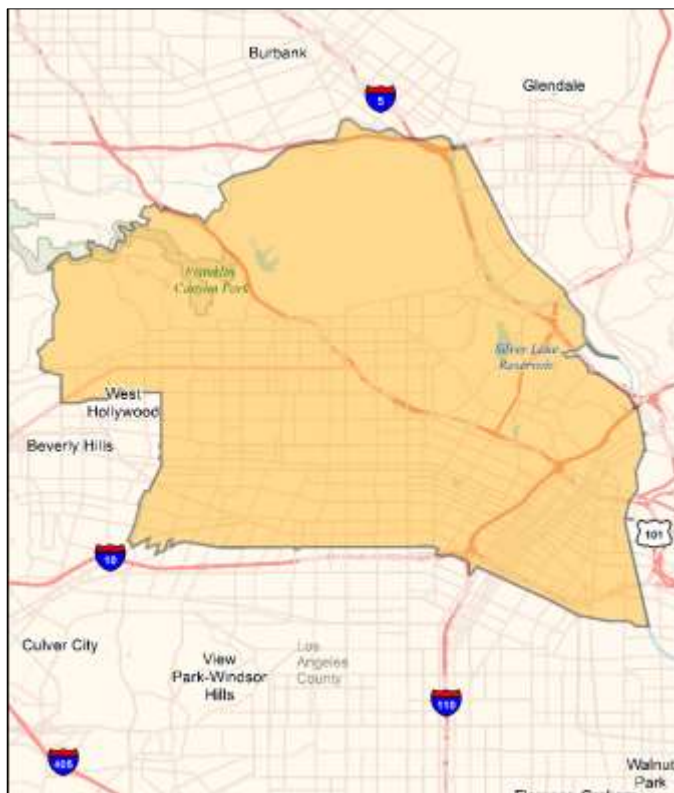 Burbank
5
Glendale
Franklin
Canyon Park
Silver Lake
Reservoir
West
Hollywood
Beverly Hills
101
10
Culver City
View
Park-Windsor
Hills
Los
Angeles
County
110
405
Walnut
Park